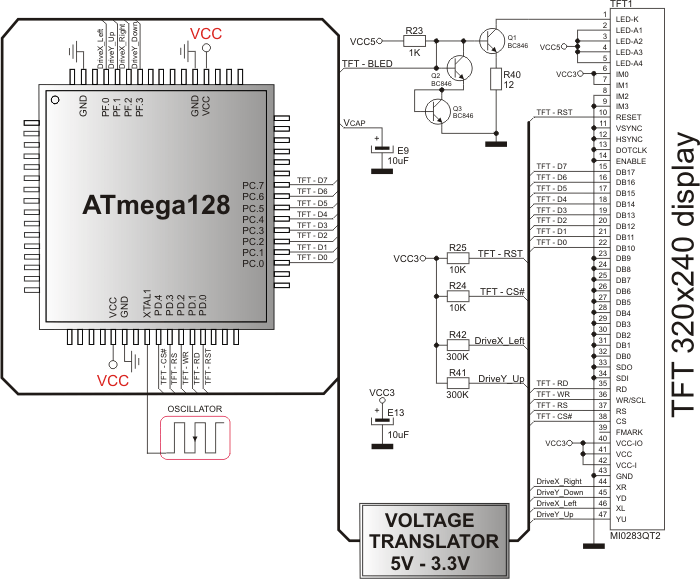 TFT1
VCC
DriveX_Left
DriveY_Up
DriveX_Right
DriveY_Down
GND
PF.0
PF.1
PF.2
PF.3
GND
VCC
ATmega128
PC.7 TFT - D7
PC.6 TFT - D6
PC.5 TFT - D5
PC.4 TFT - D4
PC.3 TFT - D3
PC.2 TFT - D2
PC.1 TFT - D1
PC.0 TFT - D0
VCC
GND
XTAL1
PD.4
PD.3
PD.2
PD.1
PD.0
TFT - CS#
TFT - RS
TFT - WR
TFT - RD
TFT - RST
VCC
OSCILLATOR
VCC5
R23
1K
TFT - BLED
Q1
BC846
Q2
BC846
Q3
BC846
R40
12
VCAP
+
E9
10uF
VCC3
R25
10K
TFT - RST
R24
10K
TFT - CS#
R42
300K
DriveX_Left
R41
300K
DriveY_Up
VCC3
+
E13
10uF
VOLTAGE
TRANSLATOR
5V - 3.3V
1 LED-K
2 LED-A1
3 LED-A2
VCC5
4 LED-A3
5 LED-A4
6 IM0
VCC3
7 IM1
8 IM2
9 IM3
TFT - RST 10 RESET
11 VSYNC
12 HSYNC
13 DOTCLK
14 ENABLE
TFT - D7 15 DB17
TFT - D6 16 DB16
TFT - D5 17 DB15
TFT - D4 18 DB14
TFT - D3 19 DB13
TFT - D2 20 DB12
TFT - D1 21 DB11
TFT - D0 22 DB10
23 DB9
24 DB8
25 DB7
26 DB6
27 DB5
28 DB4
29 DB3
30 DB2
31 DB1
32 DB0
33 SDO
34 SDI
TFT - RD 35 RD
TFT - WR 36 WR/SCL
TFT - RS 37 RS
TFT - CS# 38 CS
39 FMARK
VCC3 40 VCC-IO
41 VCC
42 VCC-I
43 GND
DriveX_Right 44 XR
DriveY_Down 45 YD
DriveX_Left 46 XL
DriveY_Up 47 YU
MI0283QT2
TFT 320x240 display